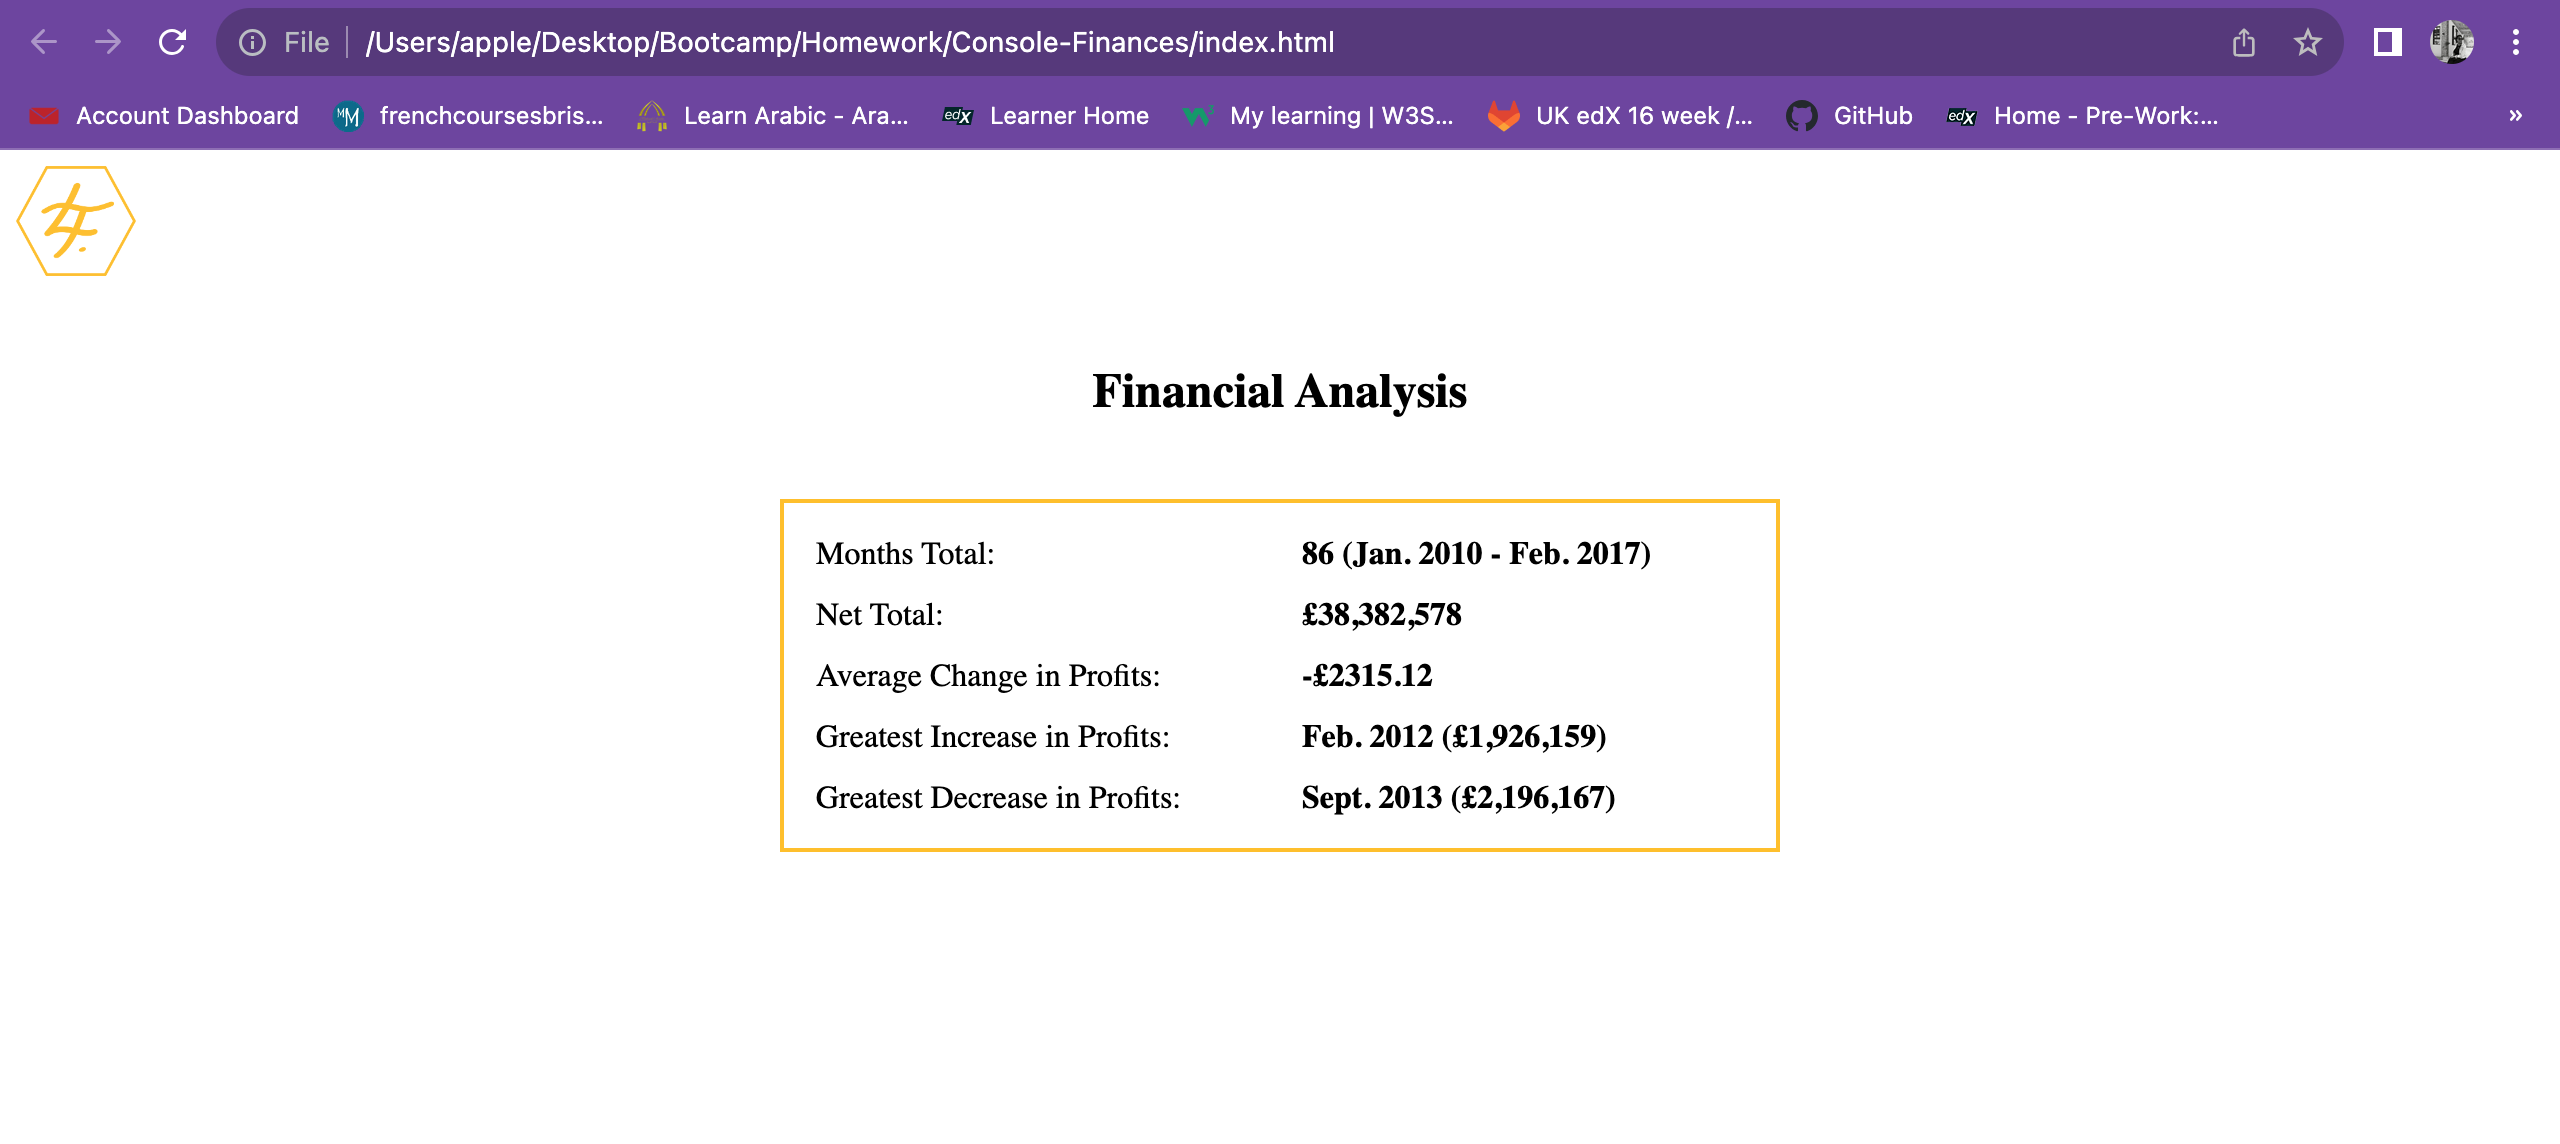 File /Users/apple/Desktop/Bootcamp/Homework/Console-Finances/index.html
Account Dashboard frenchcoursesbris... Learn Arabic - Ara... Learner Home My learning | W3S... UK edX 16 week /... GitHub Home - Pre-Work:... »
Financial Analysis
Months Total: 86 (Jan. 2010 - Feb. 2017)
Net Total: £38,382,578
Average Change in Profits: -£2315.12
Greatest Increase in Profits: Feb. 2012 (£1,926,159)
Greatest Decrease in Profits: Sept. 2013 (£2,196,167)